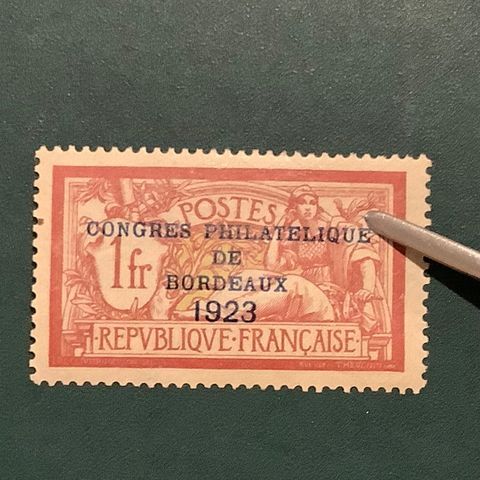 POSTES
CONGRES PHILATELIQUE
1fr
DE
BORDEAUX
1923
REPVBLIQVE·FRANÇAISE